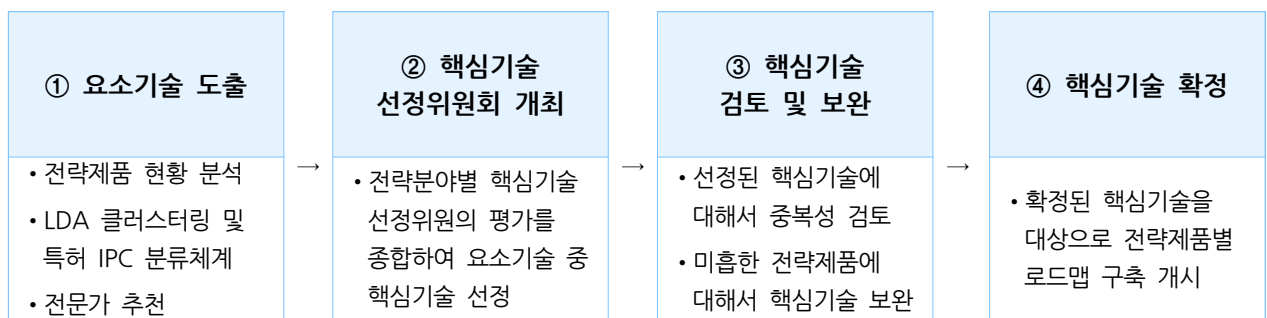 ① 요소기술 도출
• 전략제품 현황 분석
• LDA 클러스터링 및
특허 IPC 분류체계
• 전문가 추천
→
② 핵심기술
선정위원회 개최
• 전략분야별 핵심기술
선정위원의 평가를
종합하여 요소기술 중
핵심기술 선정
→
③ 핵심기술
검토 및 보완
• 선정된 핵심기술에
대해서 중복성 검토
• 미흡한 전략제품에
대해서 핵심기술 보완
→
④ 핵심기술 확정
• 확정된 핵심기술을
대상으로 전략제품별
로드맵 구축 개시